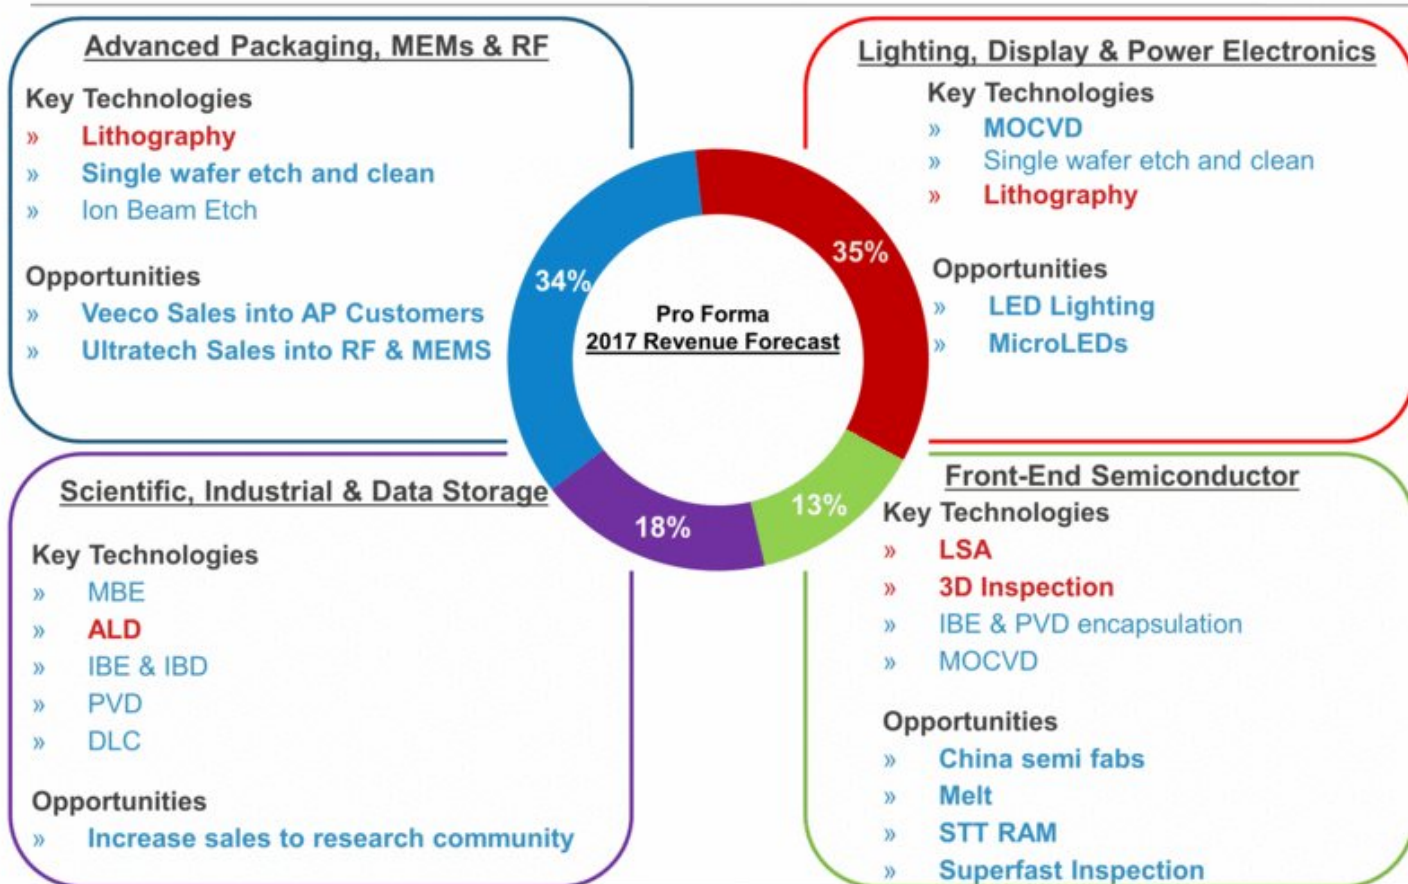 Advanced Packaging, MEMs & RF
Key Technologies
» Lithography
» Single wafer etch and clean
» Ion Beam Etch
Opportunities
» Veeco Sales into AP Customers
» Ultratech Sales into RF & MEMS
Lighting, Display & Power Electronics
Key Technologies
» MOCVD
» Single wafer etch and clean
» Lithography
Opportunities
» LED Lighting
» MicroLEDs
34%
35%
Pro Forma
2017 Revenue Forecast
18%
13%
Scientific, Industrial & Data Storage
Key Technologies
» MBE
» ALD
» IBE & IBD
» PVD
» DLC
Opportunities
» Increase sales to research community
Front-End Semiconductor
Key Technologies
» LSA
» 3D Inspection
» IBE & PVD encapsulation
» MOCVD
Opportunities
» China semi fabs
» Melt
» STT RAM
» Superfast Inspection